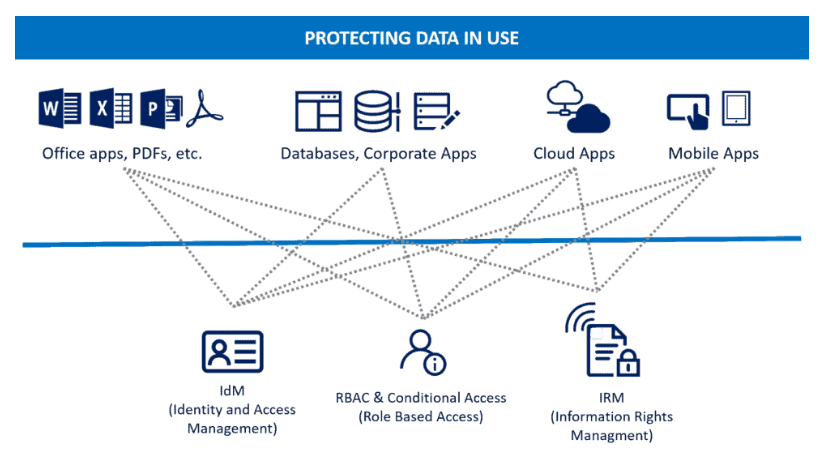 PROTECTING DATA IN USE
W X P
Office apps, PDFs, etc.
Databases, Corporate Apps
Cloud Apps
Mobile Apps
IdM
(Identity and Access
Management)
RBAC & Conditional Access
(Role Based Access)
IRM
(Information Rights
Managment)